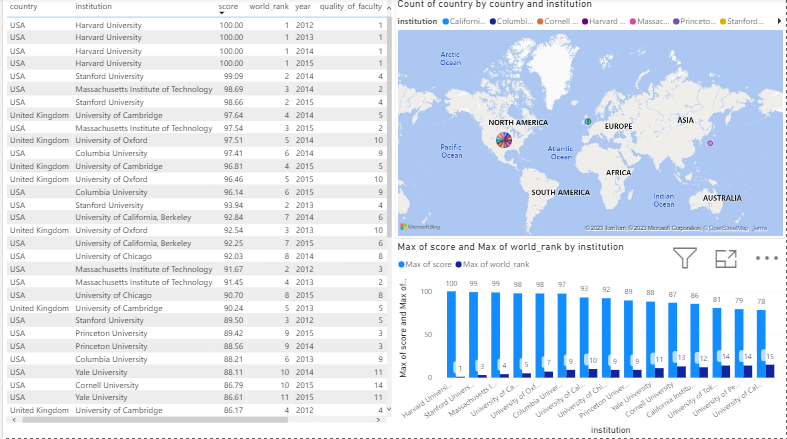 country institution score world_rank year quality_of_faculty
USA Harvard University 100.00 1 2012 1
USA Harvard University 100.00 1 2013 1
USA Harvard University 100.00 1 2014 1
USA Harvard University 100.00 1 2015 1
USA Stanford University 99.09 2 2014 4
USA Massachusetts Institute of Technology 98.69 3 2014 2
USA Stanford University 98.66 2 2015 4
United Kingdom University of Cambridge 97.64 4 2014 5
USA Massachusetts Institute of Technology 97.54 3 2015 2
United Kingdom University of Oxford 97.51 5 2014 10
USA Columbia University 97.41 6 2014 9
United Kingdom University of Cambridge 96.81 4 2015 5
United Kingdom University of Oxford 96.46 5 2015 10
USA Columbia University 96.14 6 2015 9
USA Stanford University 93.94 2 2013 4
USA University of California, Berkeley 92.84 7 2014 6
United Kingdom University of Oxford 92.54 3 2013 10
USA University of California, Berkeley 92.25 7 2015 6
USA University of Chicago 92.03 8 2014 8
USA Massachusetts Institute of Technology 91.67 2 2012 3
USA Massachusetts Institute of Technology 91.45 4 2013 2
USA University of Chicago 90.70 8 2015 8
United Kingdom University of Cambridge 90.24 5 2013 5
USA Stanford University 89.50 3 2012 5
USA Princeton University 89.42 9 2015 3
USA Princeton University 88.56 9 2014 3
USA Columbia University 88.21 6 2013 9
USA Yale University 88.11 10 2014 11
USA Cornell University 86.79 10 2015 14
USA Yale University 86.61 11 2015 11
United Kingdom University of Cambridge 86.17 4 2012 4
Count of country by country and institution
institution Californi... Columbi... Cornell ... Harvard ... Massac... Princeto... Stanford...
Arctic
Ocean
NORTH AMERICA
EUROPE
ASIA
Pacific
Ocean
Atlantic
Ocean
AFRICA
SOUTH AMERICA
Indian
Ocean
AUSTRALIA
Microsoft Bing
© 2023 TomTom, © 2023 Microsoft Corporation, © OpenStreetMap Terms
Max of score and Max of world_rank by institution
Max of score Max of world_rank
Max of score and Max of...
100
50
0
100 99 99 98 98 97 93 92 89 88 87 86 81 79 78
1 3 4 5 7 9 10 9 9 11 13 12 14 14 15
Harvard Universi...
Stanford Univers...
Massachusetts I...
University of Ca...
University of Oxf...
Columbia Univer...
University of Cal...
University of Chi...
Princeton Univer...
Yale University
Cornell University
California Institu...
University of Tok...
University of Pe...
University of Cal...
institution